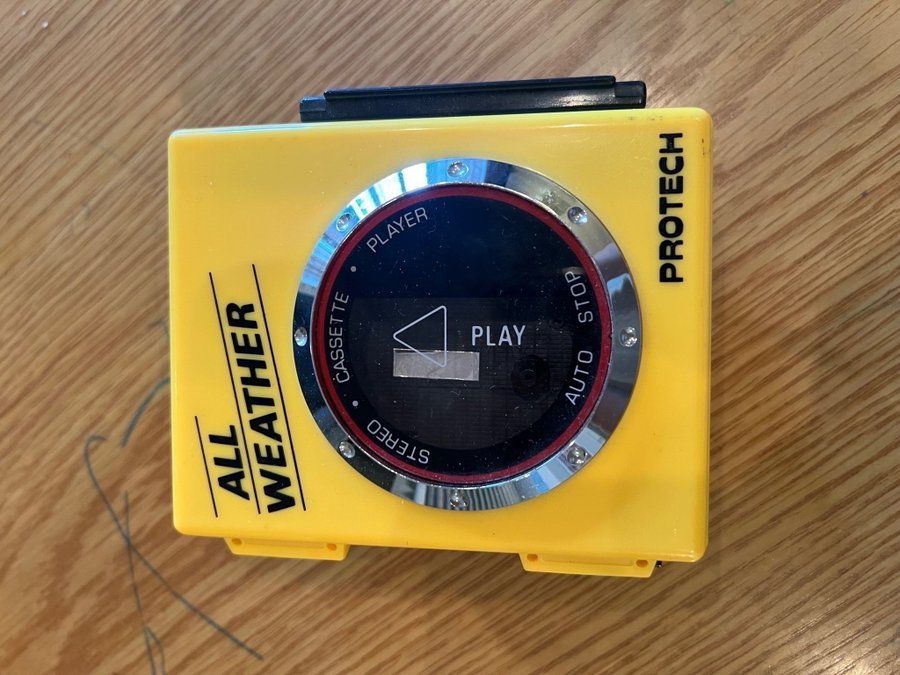 ALL
WEATHER
STEREO • CASSETTE • PLAYER
PLAY
AUTO STOP
PROTECH